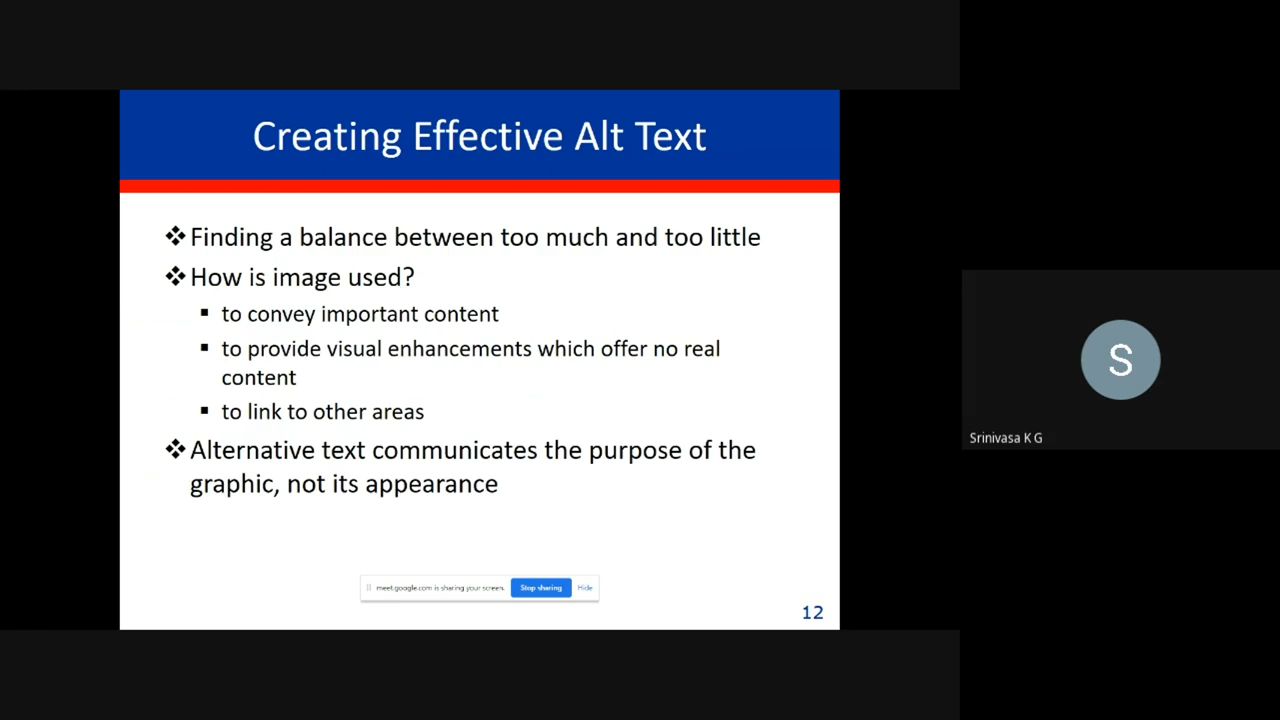 Creating Effective Alt Text
❖ Finding a balance between too much and too little
❖ How is image used?
▪ to convey important content
▪ to provide visual enhancements which offer no real
content
▪ to link to other areas
❖ Alternative text communicates the purpose of the
graphic, not its appearance
meet.google.com is sharing your screen. Stop sharing Hide
12
S
Srinivasa K G